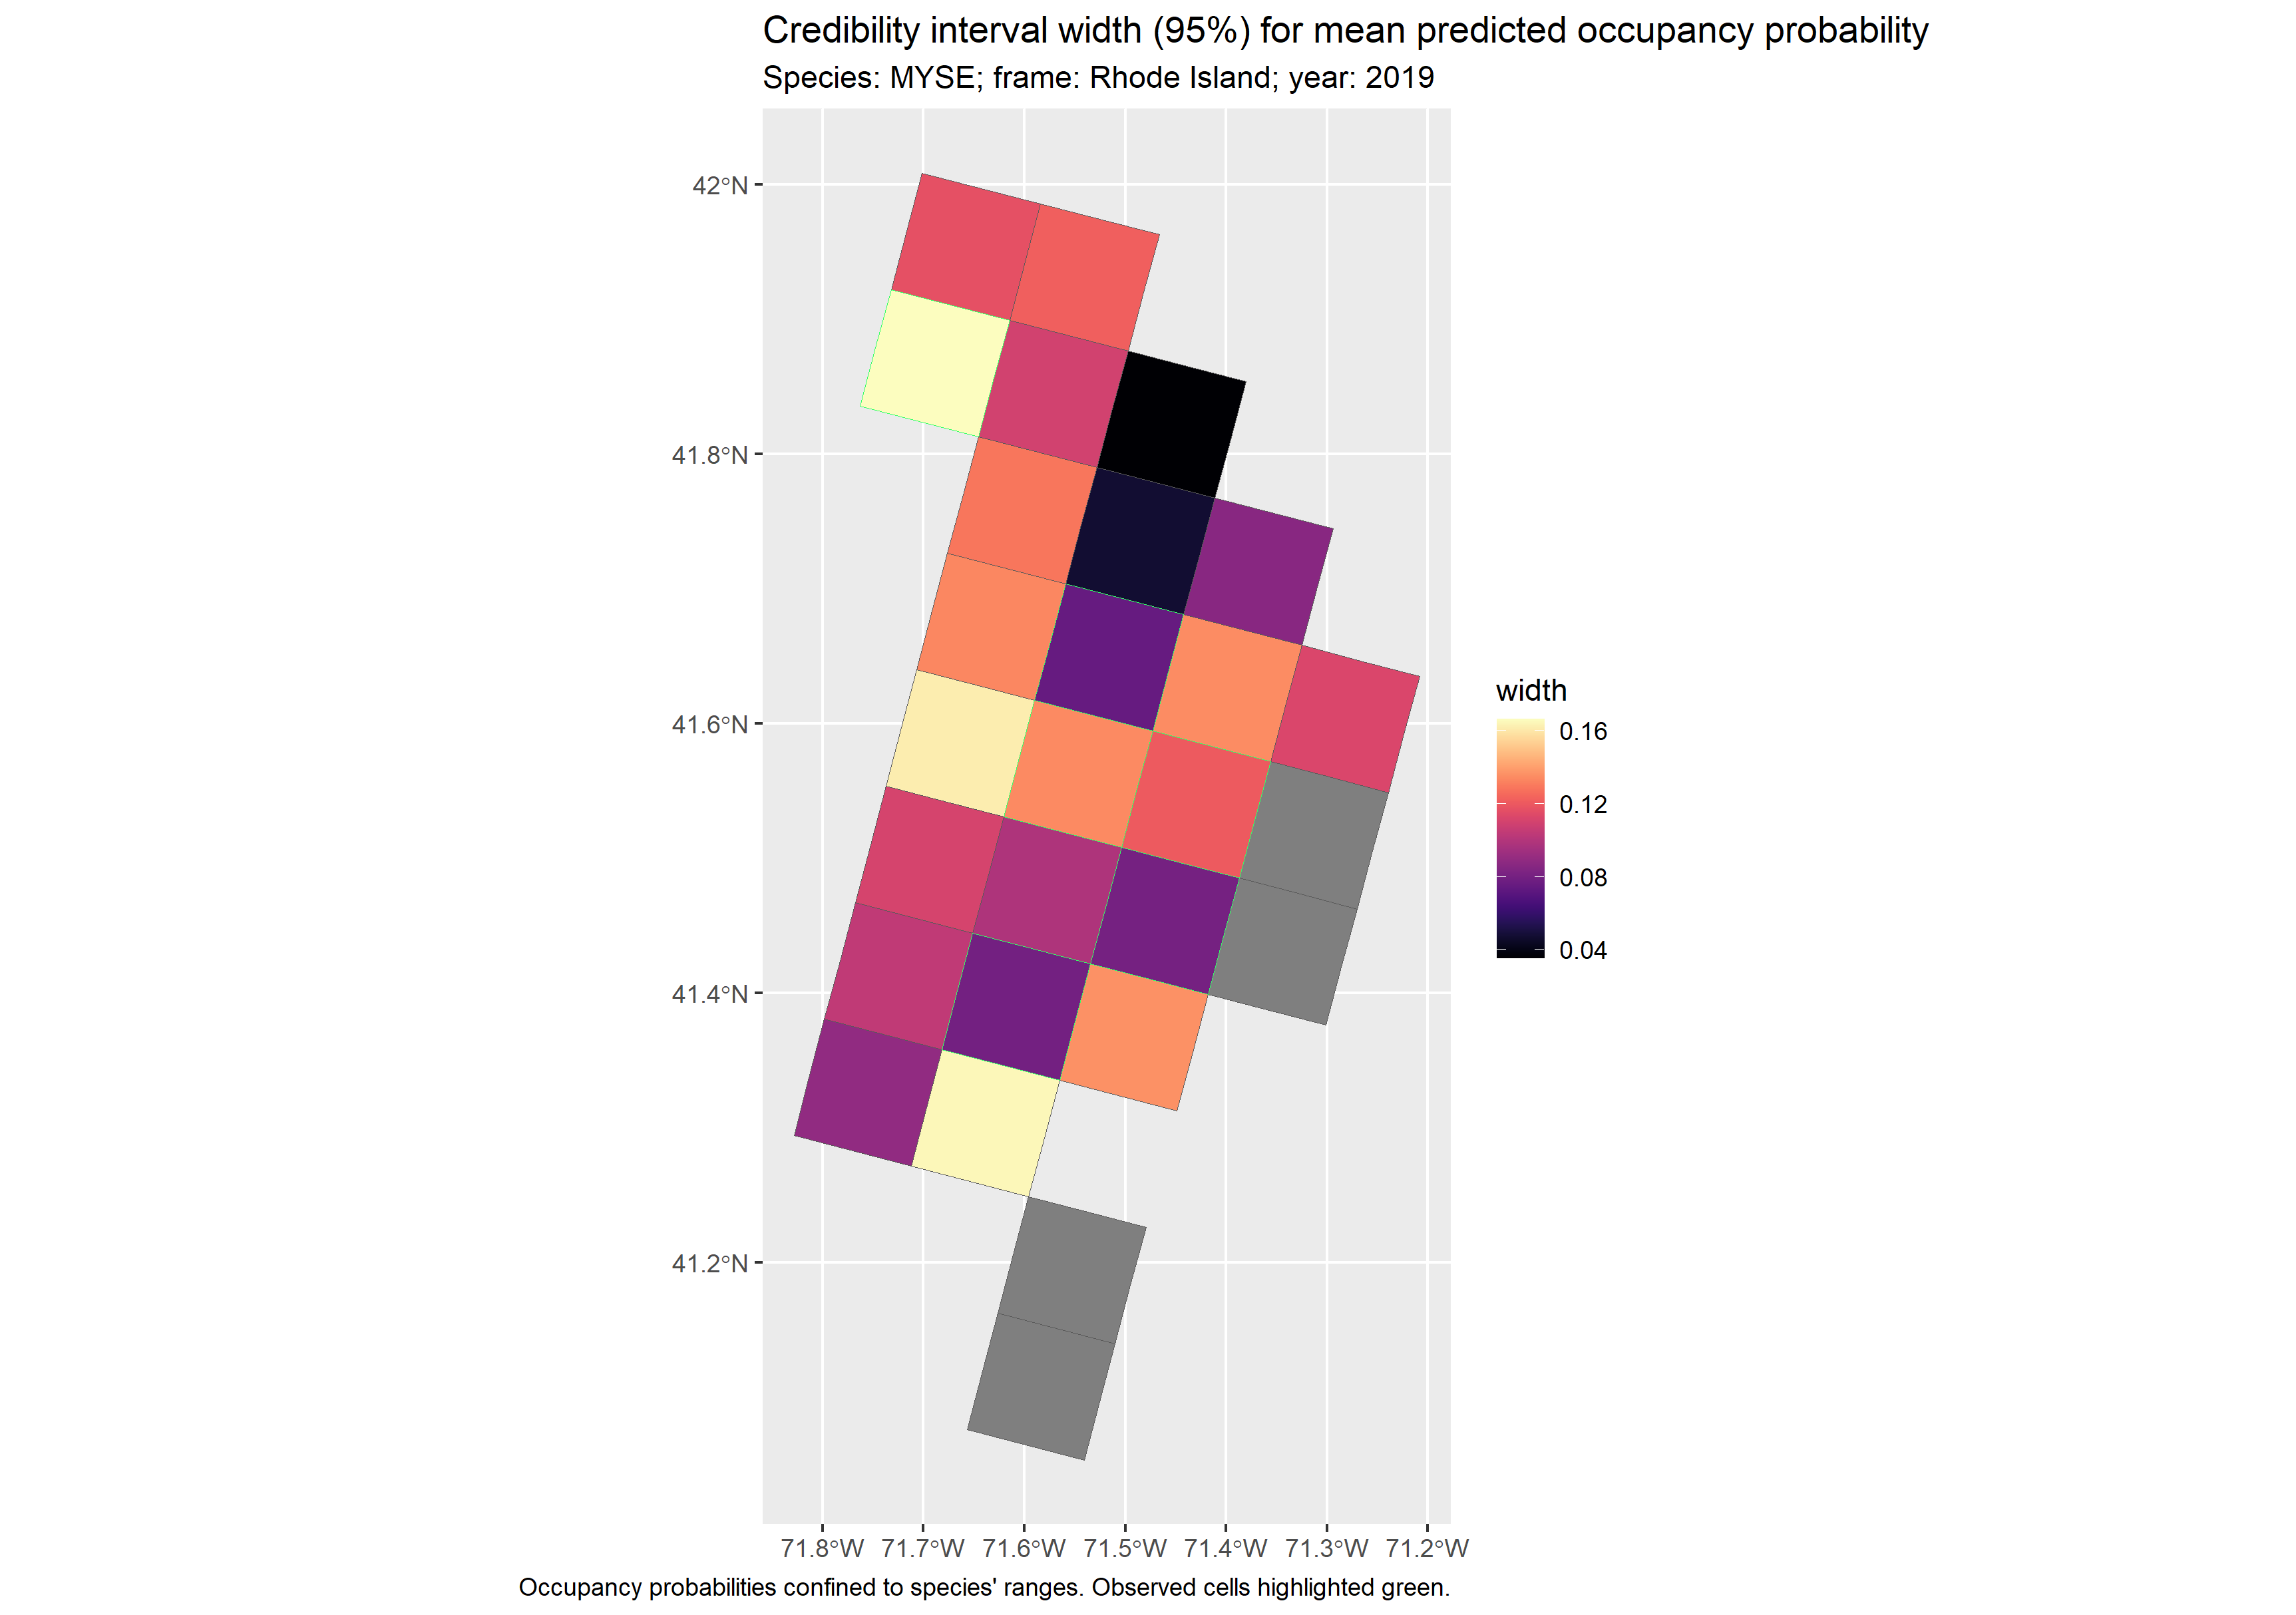 Credibility interval width (95%) for mean predicted occupancy probability
Species: MYSE; frame: Rhode Island; year: 2019
42°N
41.8°N
41.6°N
41.4°N
41.2°N
width
0.16
0.12
0.08
0.04
71.8°W 71.7°W 71.6°W 71.5°W 71.4°W 71.3°W 71.2°W
Occupancy probabilities confined to species' ranges. Observed cells highlighted green.